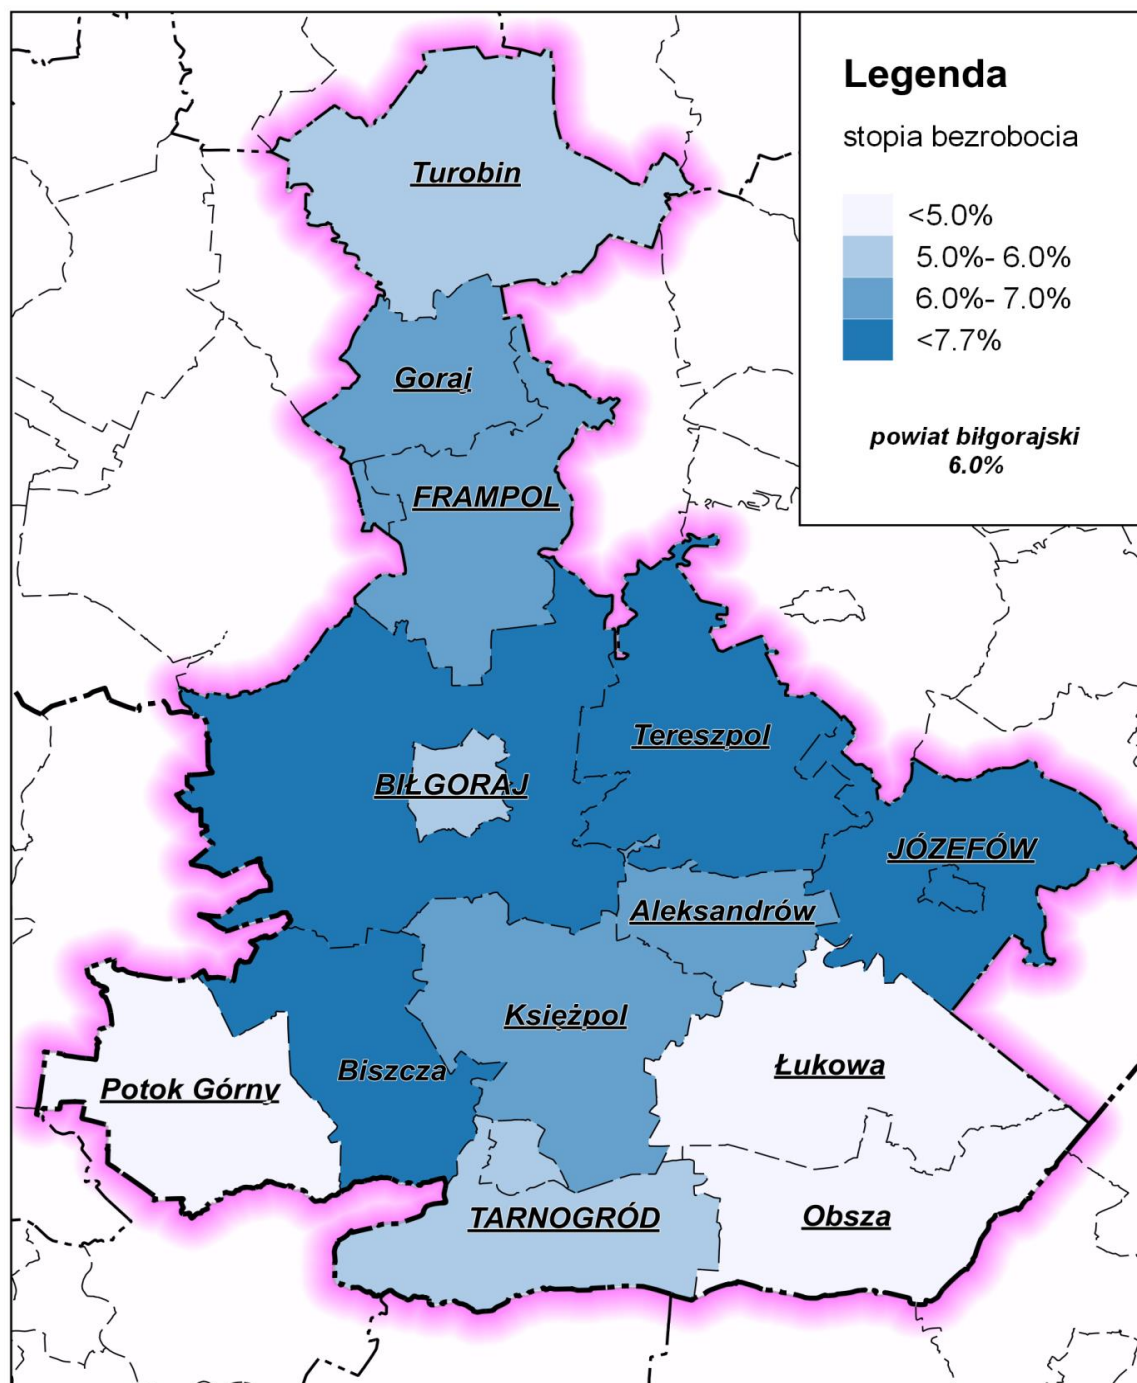 Legenda
stopia bezrobocia
<5.0%
5.0%- 6.0%
6.0%- 7.0%
<7.7%
powiat biłgorajski
6.0%
Turobin
Goraj
FRAMPOL
Tereszpol
BIŁGORAJ
JÓZEFÓW
Aleksandrów
Księżpol
Łukowa
Biszcza
Potok Górny
TARNOGRÓD
Obsza